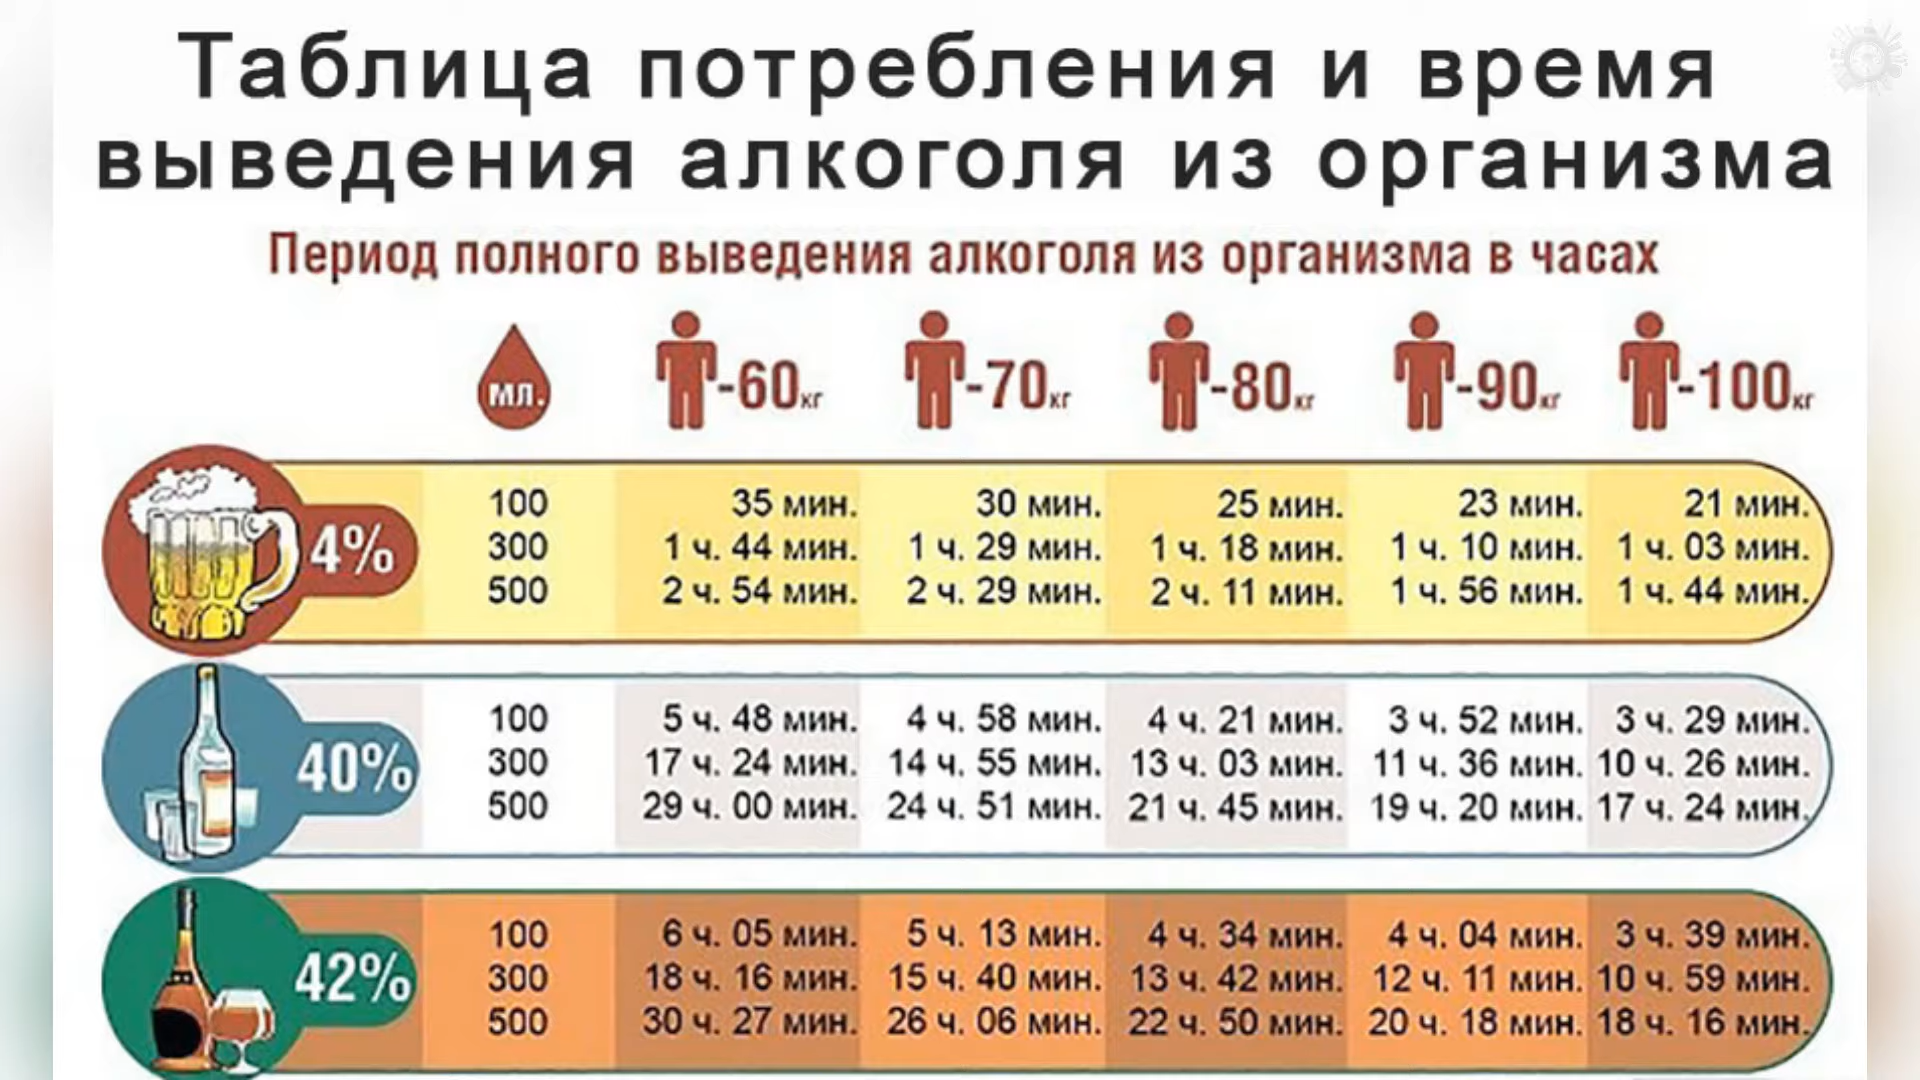 Таблица потребления и время
выведения алкоголя из организма
Период полного выведения алкоголя из организма в часах
мл. -60кг -70кг -80кг -90кг -100кг
4%
100 35 мин. 30 мин. 25 мин. 23 мин. 21 мин.
300 1 ч. 44 мин. 1 ч. 29 мин. 1 ч. 18 мин. 1 ч. 10 мин. 1 ч. 03 мин.
500 2 ч. 54 мин. 2 ч. 29 мин. 2 ч. 11 мин. 1 ч. 56 мин. 1 ч. 44 мин.
40%
100 5 ч. 48 мин. 4 ч. 58 мин. 4 ч. 21 мин. 3 ч. 52 мин. 3 ч. 29 мин.
300 17 ч. 24 мин. 14 ч. 55 мин. 13 ч. 03 мин. 11 ч. 36 мин. 10 ч. 26 мин.
500 29 ч. 00 мин. 24 ч. 51 мин. 21 ч. 45 мин. 19 ч. 20 мин. 17 ч. 24 мин.
42%
100 6 ч. 05 мин. 5 ч. 13 мин. 4 ч. 34 мин. 4 ч. 04 мин. 3 ч. 39 мин.
300 18 ч. 16 мин. 15 ч. 40 мин. 13 ч. 42 мин. 12 ч. 11 мин. 10 ч. 59 мин.
500 30 ч. 27 мин. 26 ч. 06 мин. 22 ч. 50 мин. 20 ч. 18 мин. 18 ч. 16 мин.